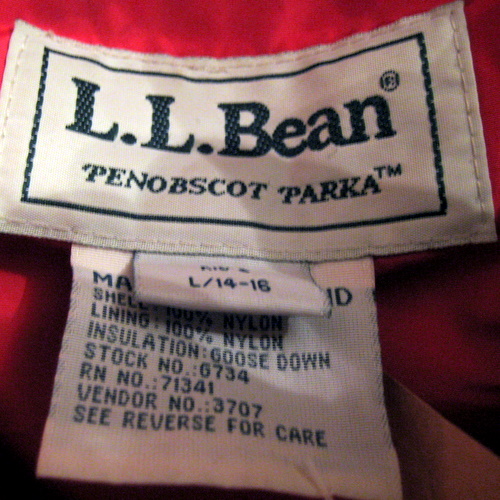 L.L.Bean®
PENOBSCOT PARKA™
L/14-16
SHELL: 100% NYLON
LINING: 100% NYLON
INSULATION: GOOSE DOWN
STOCK NO.:6734
RN NO.:71341
VENDOR NO.:3707
SEE REVERSE FOR CARE